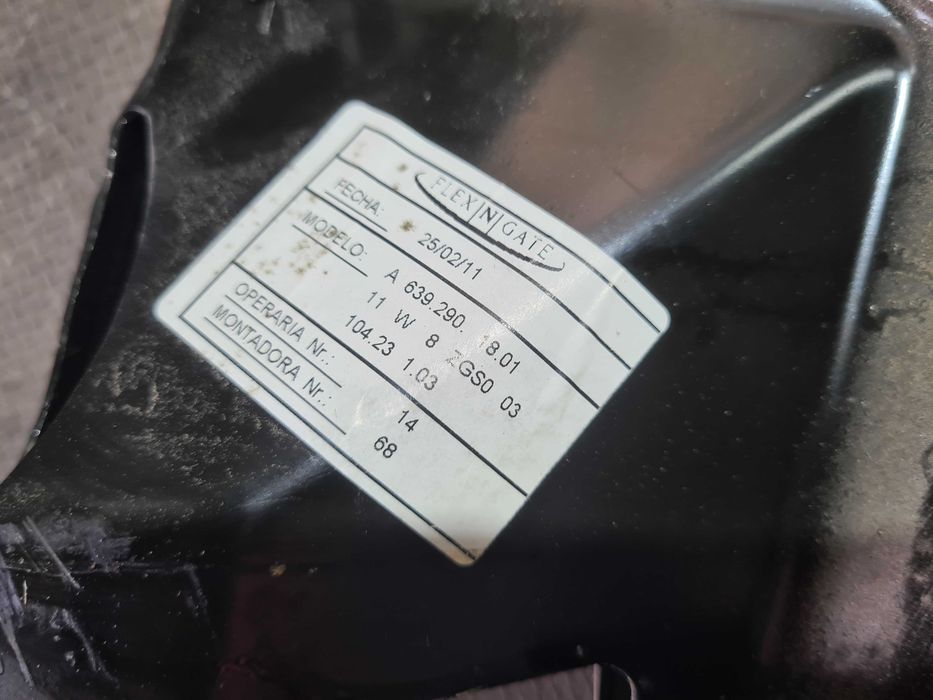 FLEX|N|GATE
FECHA: 25/02/11
MODELO: A 639.290. 8.01
11 W 8 GS0 03
104.23 1.03
OPERARIA Nr.: 14
MONTADORA Nr.: 68